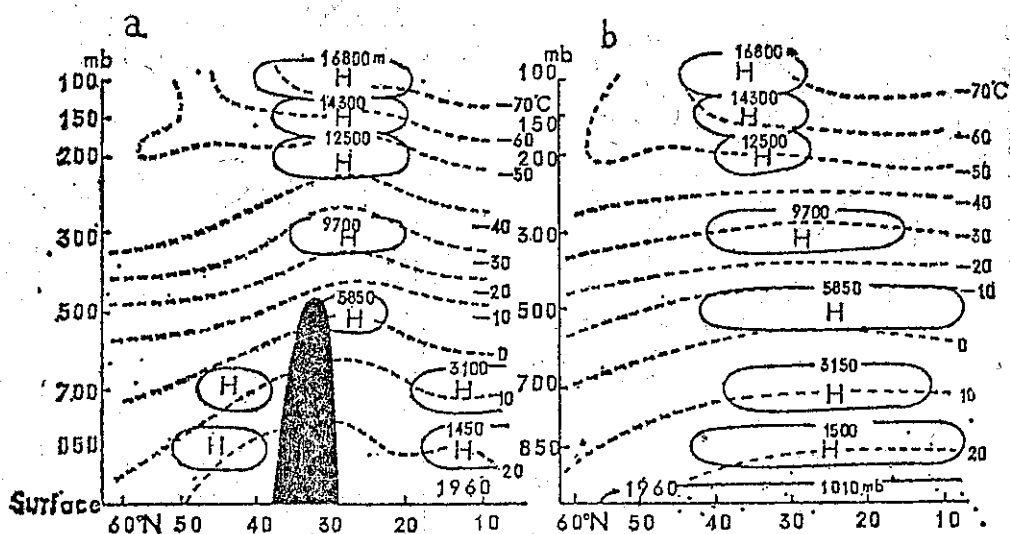 a
mb
100
150
200
300
500
700
850
Surface
16800 m
H
14300
H
12500
H
9700
H
5850
H
H
3100
H
H
1450
H
-70°C
-60
-50
-40
-30
-20
-10
0
10
20
1960
60°N 50 40 30 20 10
b
mb
100
150
200
300
500
700
850
16800
H
14300
H
12500
H
9700
H
5850
H
3150
H
1500
H
-70°C
-60
-50
-40
-30
-20
-10
0
10
20
1960
1010 mb
60 50 40 30 20 10